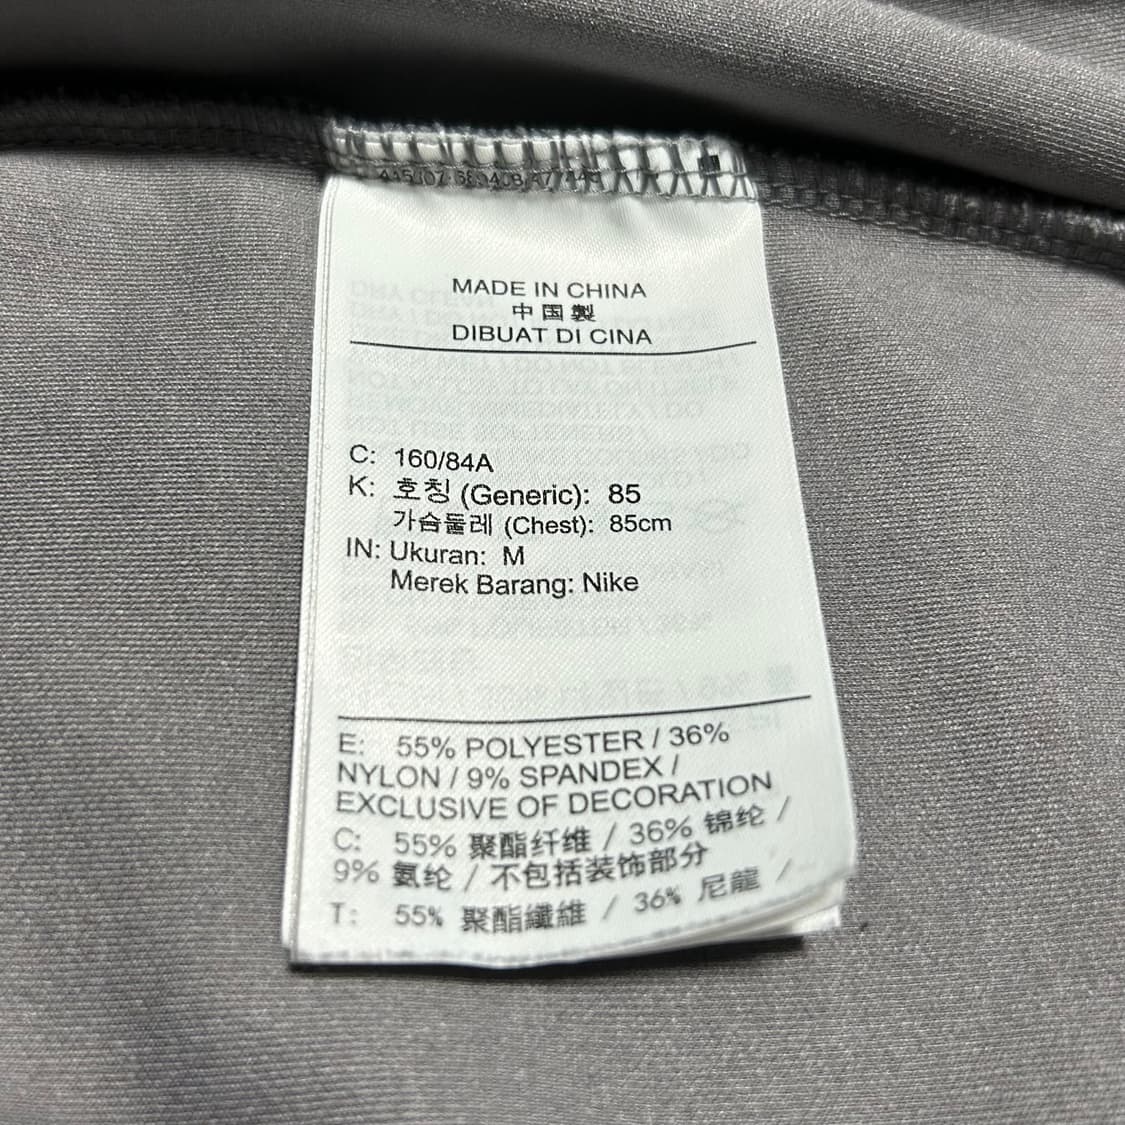 MADE IN CHINA
中国製
DIBUAT DI CINA
C: 160/84A
K: 호칭 (Generic): 85
가슴둘레 (Chest): 85cm
IN: Ukuran: M
Merek Barang: Nike
E: 55% POLYESTER / 36%
NYLON / 9% SPANDEX /
EXCLUSIVE OF DECORATION
C: 55% 聚酯纤维 / 36% 锦纶 /
9% 氨纶 / 不包括装饰部分
T: 55% 聚酯纖維 / 36% 尼龍 /